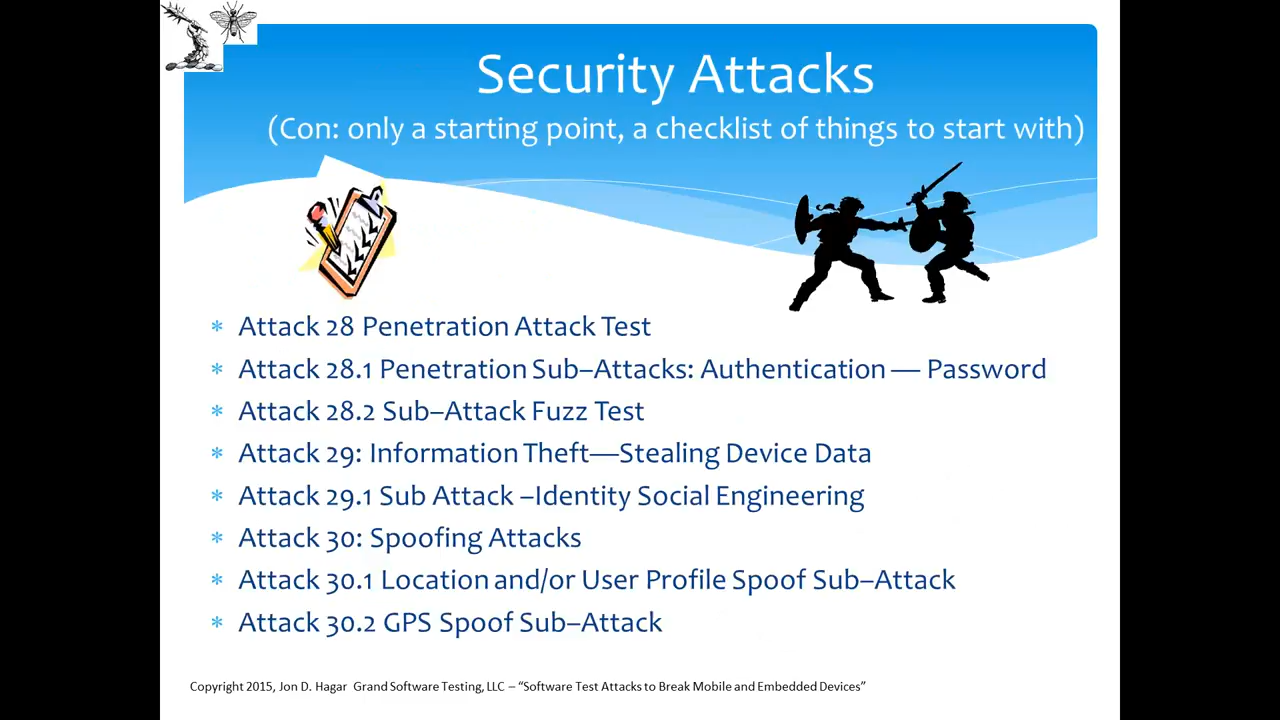 Security Attacks
(Con: only a starting point, a checklist of things to start with)
* Attack 28 Penetration Attack Test
* Attack 28.1 Penetration Sub–Attacks: Authentication — Password
* Attack 28.2 Sub–Attack Fuzz Test
* Attack 29: Information Theft—Stealing Device Data
* Attack 29.1 Sub Attack –Identity Social Engineering
* Attack 30: Spoofing Attacks
* Attack 30.1 Location and/or User Profile Spoof Sub–Attack
* Attack 30.2 GPS Spoof Sub–Attack
Copyright 2015, Jon D. Hagar Grand Software Testing, LLC – “Software Test Attacks to Break Mobile and Embedded Devices”